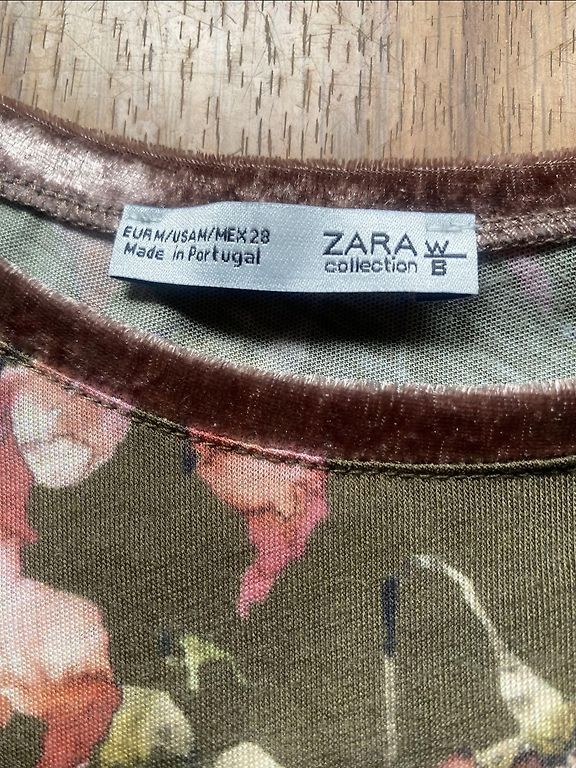 EUR M/USA M/MEX 28
Made in Portugal
ZARA W/B
collection